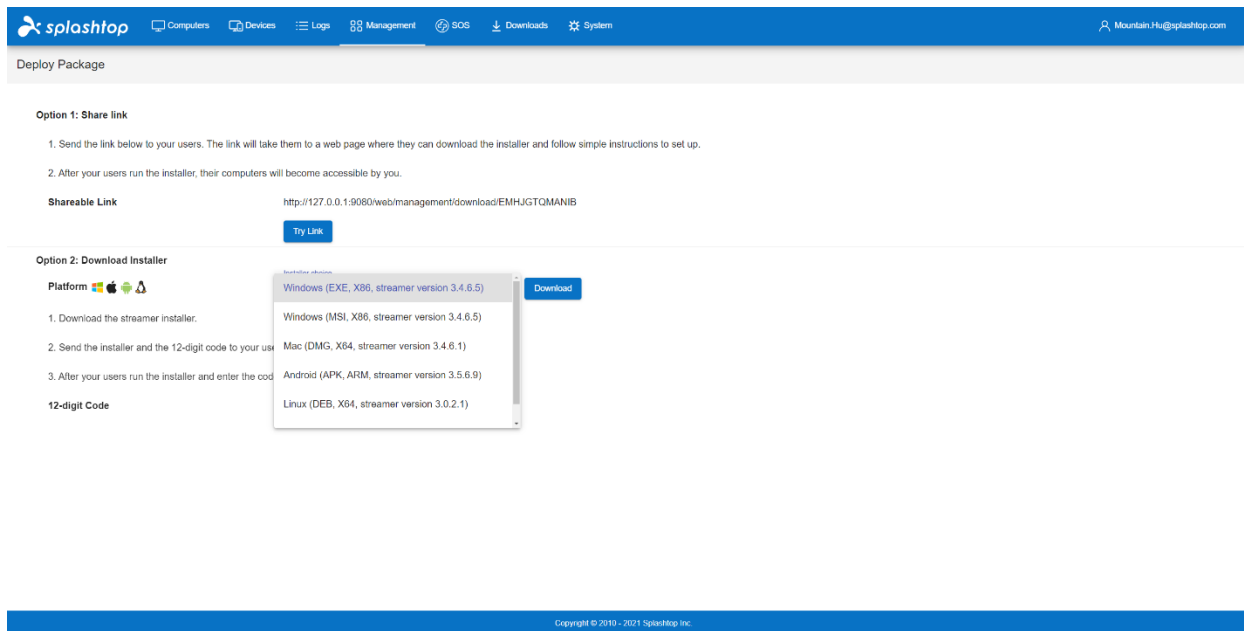 splashtop Computers Devices Logs Management SOS Downloads System Mountain.Hu@splashtop.com
Deploy Package
Option 1: Share link
1. Send the link below to your users. The link will take them to a web page where they can download the installer and follow simple instructions to set up.
2. After your users run the installer, their computers will become accessible by you.
Shareable Link http://127.0.0.1:9080/web/management/download/EMHJGTQMANIB
Try Link
Option 2: Download Installer
Platform
Windows (EXE, X86, streamer version 3.4.6.5) Download
1. Download the streamer installer. Windows (MSI, X86, streamer version 3.4.6.5)
2. Send the installer and the 12-digit code to your Mac (DMG, X64, streamer version 3.4.6.1)
3. After your users run the installer and enter the Android (APK, ARM, streamer version 3.5.6.9)
12-digit Code Linux (DEB, X64, streamer version 3.0.2.1)
Copyright © 2010 - 2021 Splashtop Inc.